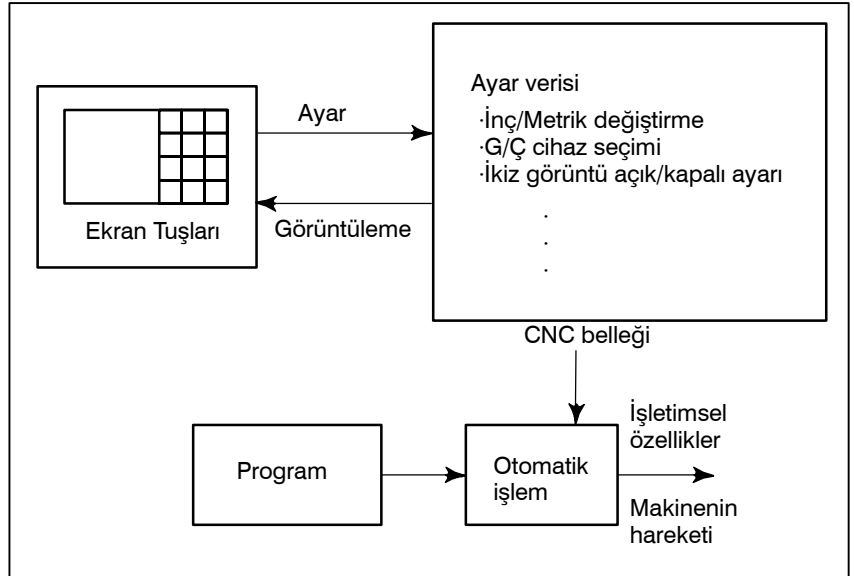 Ayar verisi
·İnç/Metrik değiştirme
·G/Ç cihaz seçimi
·İkiz görüntü açık/kapalı ayarı
.
.
.
Ayar
Görüntüleme
Ekran Tuşları
CNC belleği
Program
Otomatik
işlem
İşletimsel
özellikler
Makinenin
hareketi